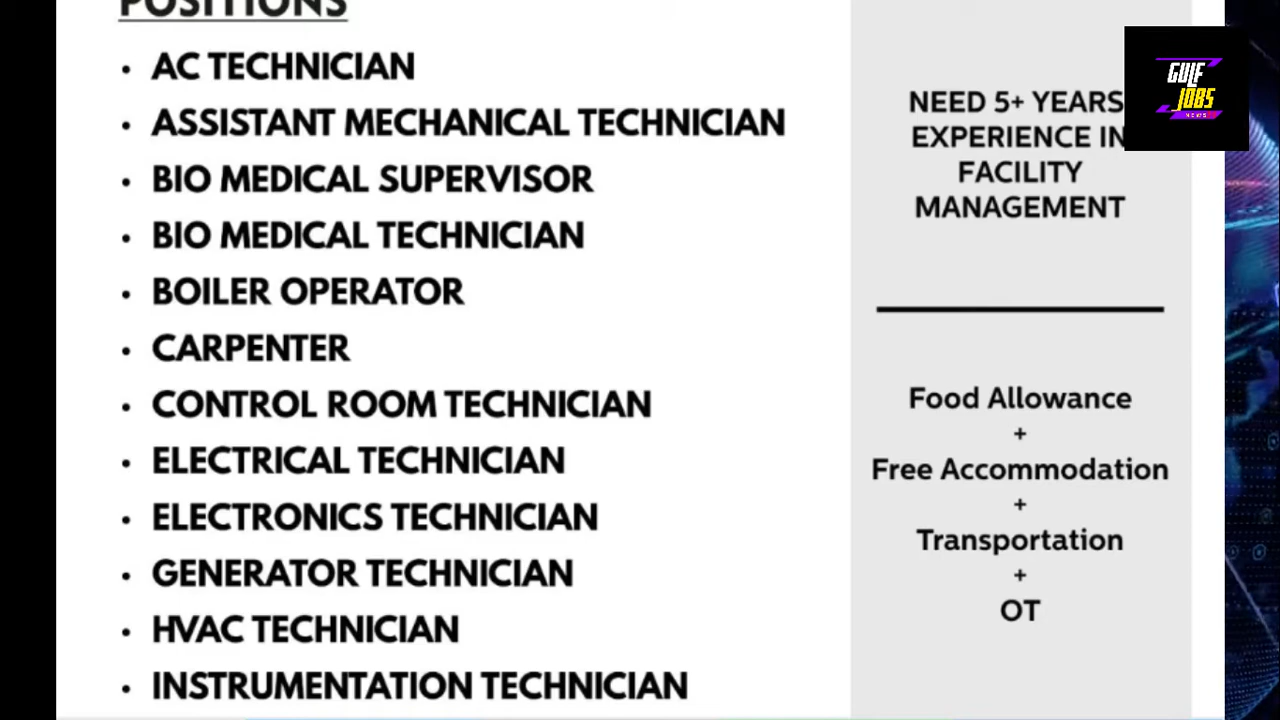 POSITIONS
• AC TECHNICIAN
• ASSISTANT MECHANICAL TECHNICIAN
• BIO MEDICAL SUPERVISOR
• BIO MEDICAL TECHNICIAN
• BOILER OPERATOR
• CARPENTER
• CONTROL ROOM TECHNICIAN
• ELECTRICAL TECHNICIAN
• ELECTRONICS TECHNICIAN
• GENERATOR TECHNICIAN
• HVAC TECHNICIAN
• INSTRUMENTATION TECHNICIAN
NEED 5+ YEARS
EXPERIENCE IN
FACILITY
MANAGEMENT
Food Allowance
+
Free Accommodation
+
Transportation
+
OT
GULF
JOBS
NEWS